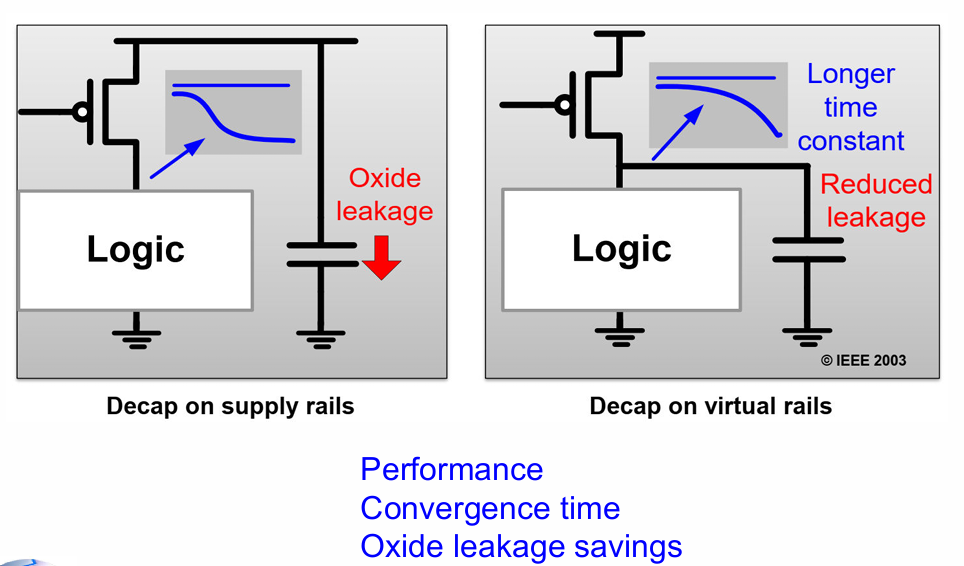 Oxide
leakage
Logic
Decap on supply rails
Longer
time
constant
Reduced
leakage
Logic
© IEEE 2003
Decap on virtual rails
Performance
Convergence time
Oxide leakage savings